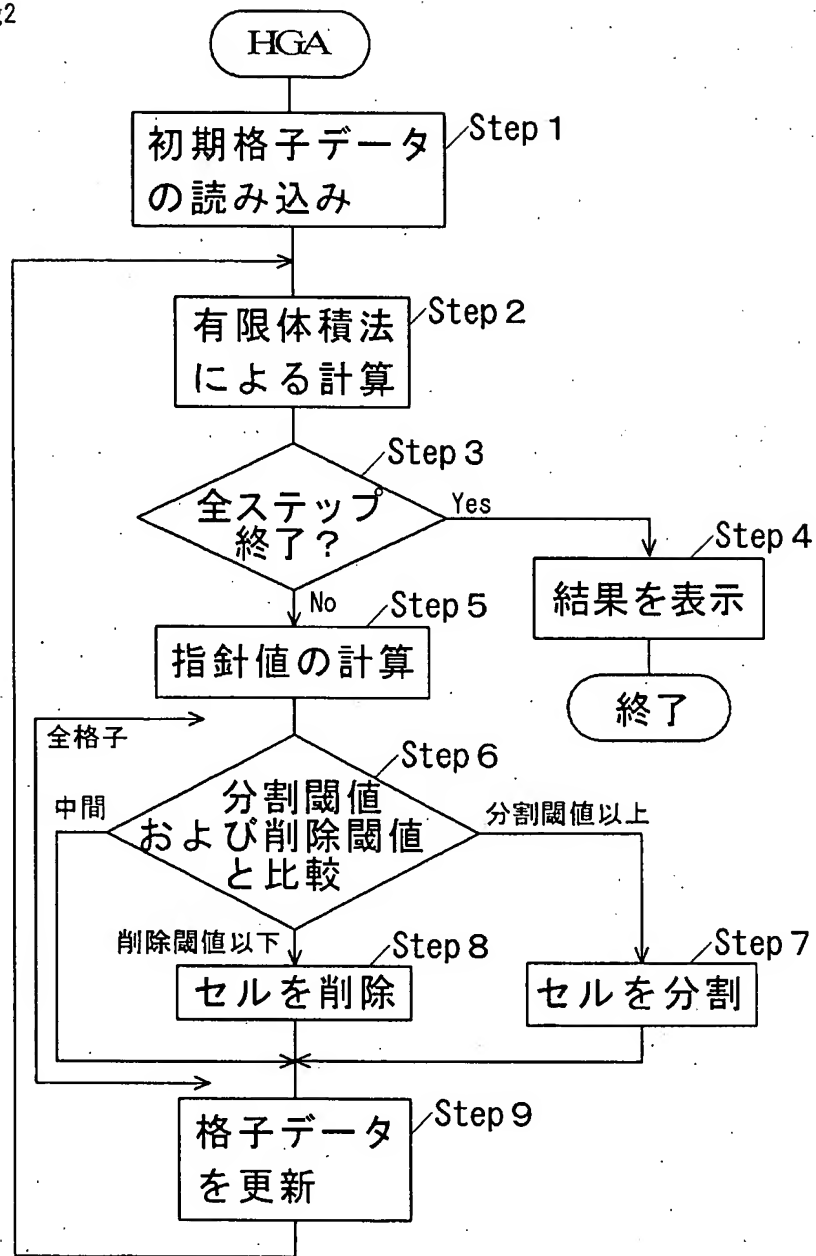 HGA
初期格子データ
の読み込み
Step 1
有限体積法
による計算
Step 2
全ステップ
終了?
Step 3
Yes
結果を表示
Step 4
終了
No
指針値の計算
Step 5
全格子
分割閾値
および削除閾値
と比較
Step 6
中間
分割閾値以上
削除閾値以下
セルを削除
Step 8
セルを分割
Step 7
格子データ
を更新
Step 9